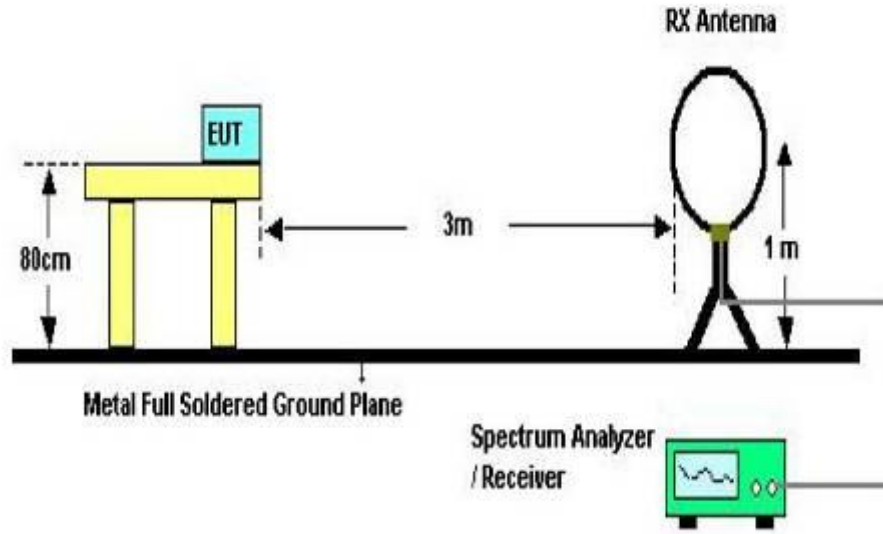 RX Antenna
EUT
3m
80cm
1 m
Metal Full Soldered Ground Plane
Spectrum Analyzer
/ Receiver